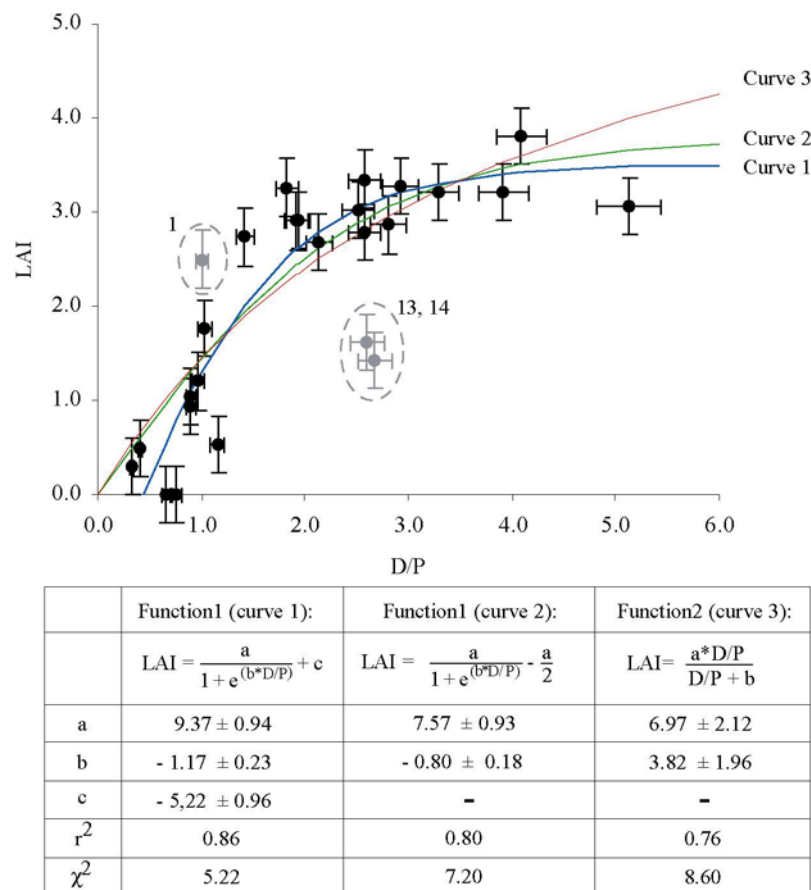 5.0
4.0
3.0
2.0
1.0
0.0
LAI
0.0 1.0 2.0 3.0 4.0 5.0 6.0
D/P
1
13, 14
Curve 3
Curve 2
Curve 1
Function1 (curve 1): Function1 (curve 2): Function2 (curve 3):
LAI = a / 1 + e^(b*D/P) + c LAI = a / 1 + e^(b*D/P) - a/2 LAI= a*D/P / D/P + b
a 9.37 ± 0.94 7.57 ± 0.93 6.97 ± 2.12
b - 1.17 ± 0.23 -0.80 ± 0.18 3.82 ± 1.96
c - 5,22 ± 0.96 - -
r² 0.86 0.80 0.76
χ² 5.22 7.20 8.60